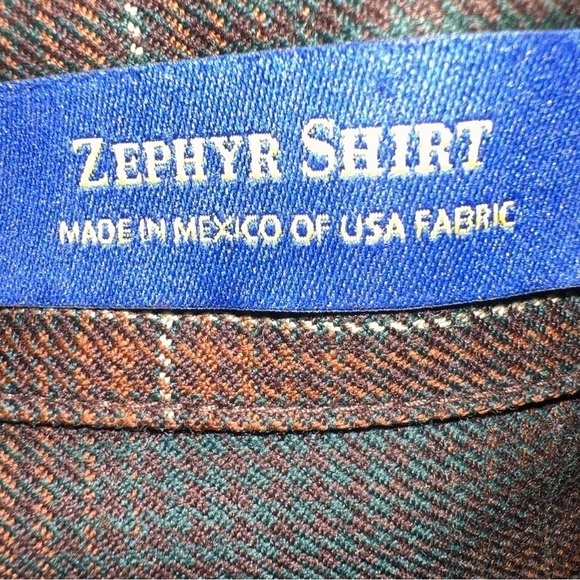 ZEPHYR SHIRT
MADE IN MEXICO OF USA FABRIC